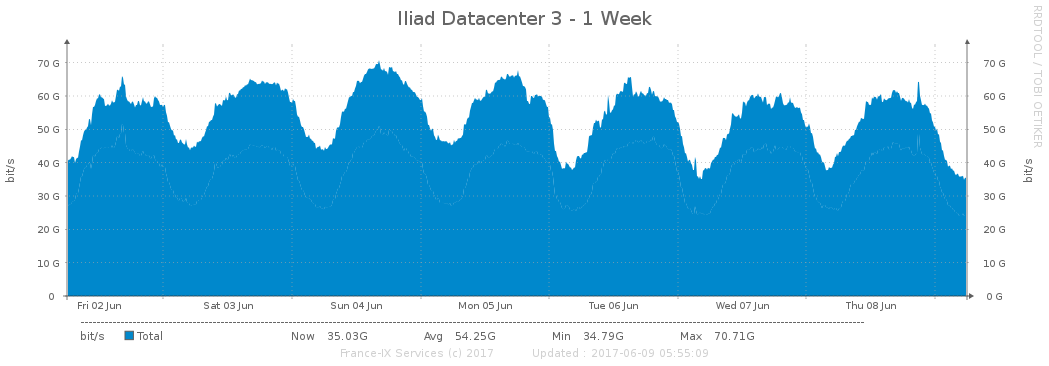 Iliad Datacenter 3 - 1 Week
RRDTOOL / TOBI OETIKER
bit/s
bit/s
70 G 70 G
60 G 60 G
50 G 50 G
40 G 40 G
30 G 30 G
20 G 20 G
10 G 10 G
0 0 G
Fri 02 Jun Sat 03 Jun Sun 04 Jun Mon 05 Jun Tue 06 Jun Wed 07 Jun Thu 08 Jun
bit/s Total Now 35.03G Avg 54.25G Min 34.79G Max 70.71G
France-IX Services (c) 2017 Updated : 2017-06-09 05:55:09